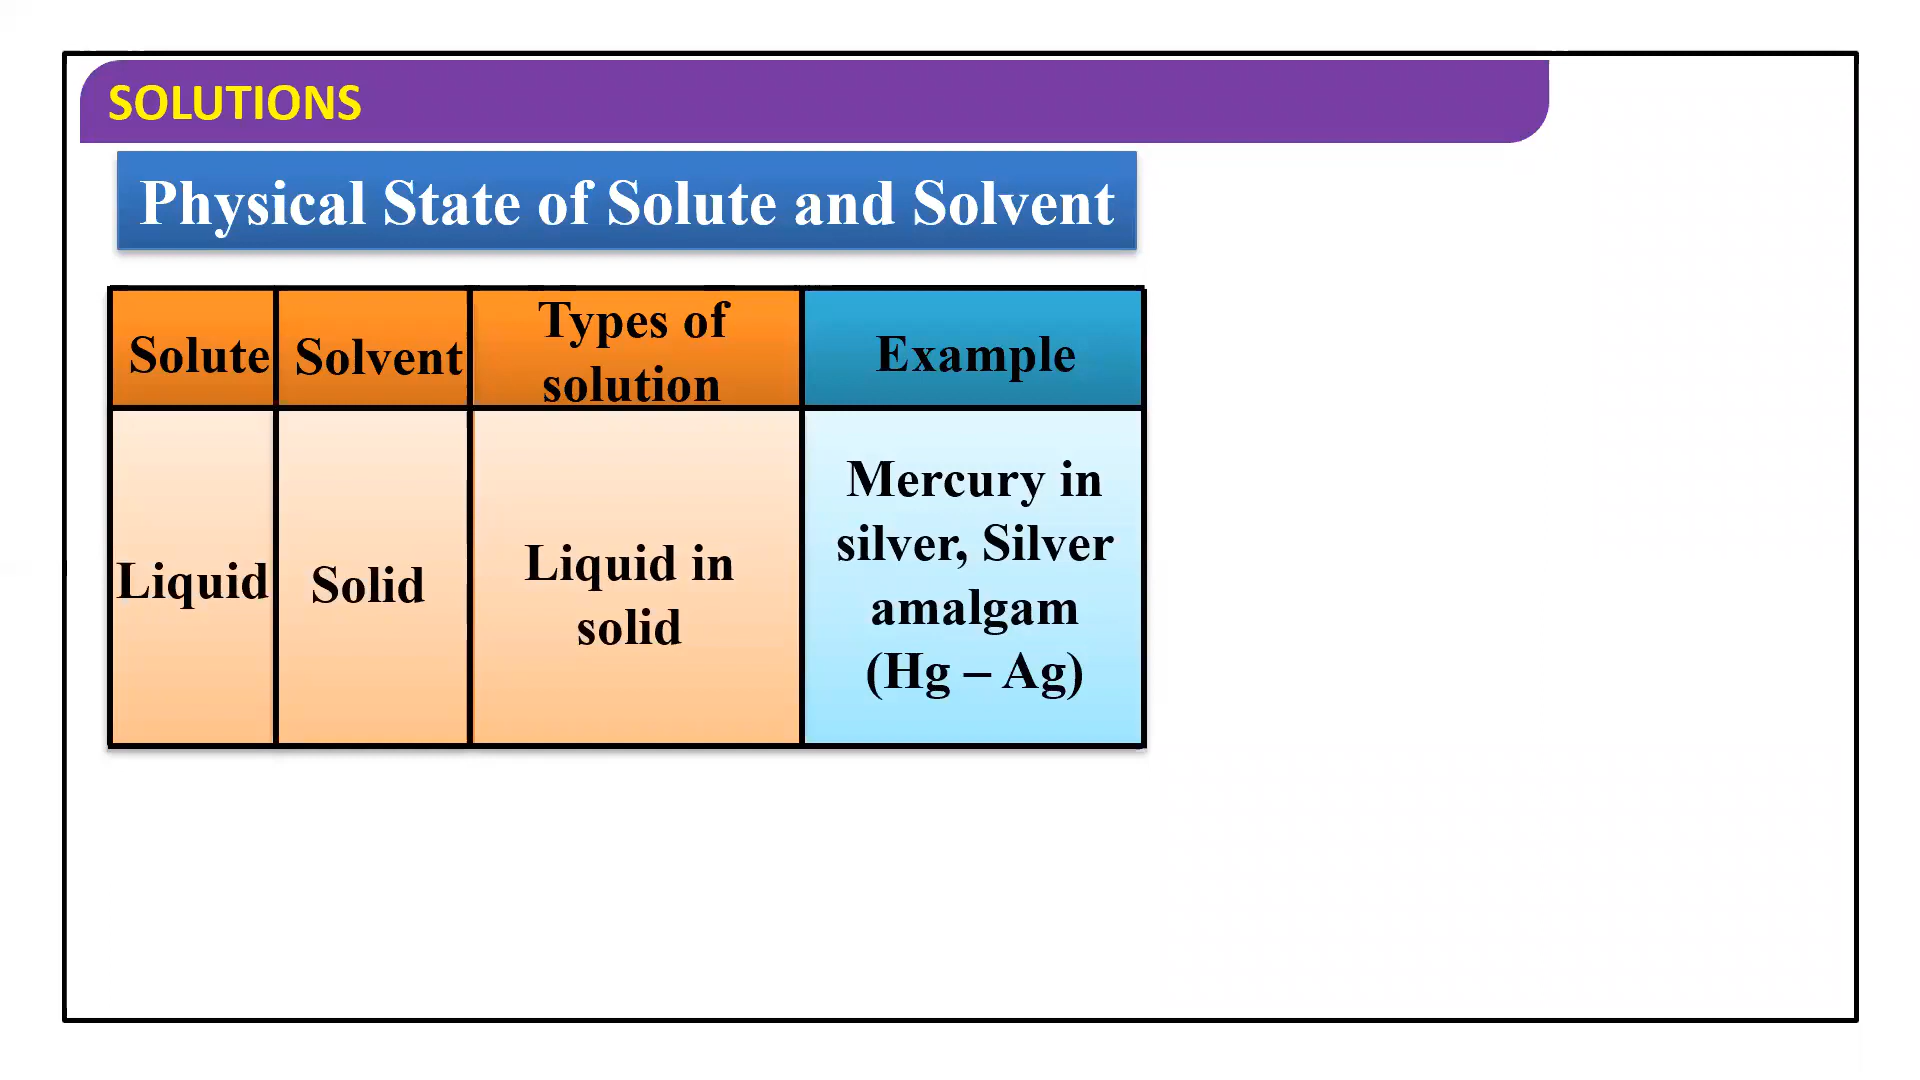 SOLUTIONS
Physical State of Solute and Solvent
Solute
Solvent
Types of
solution
Example
Liquid
Solid
Liquid in
solid
Mercury in
silver, Silver
amalgam
(Hg – Ag)